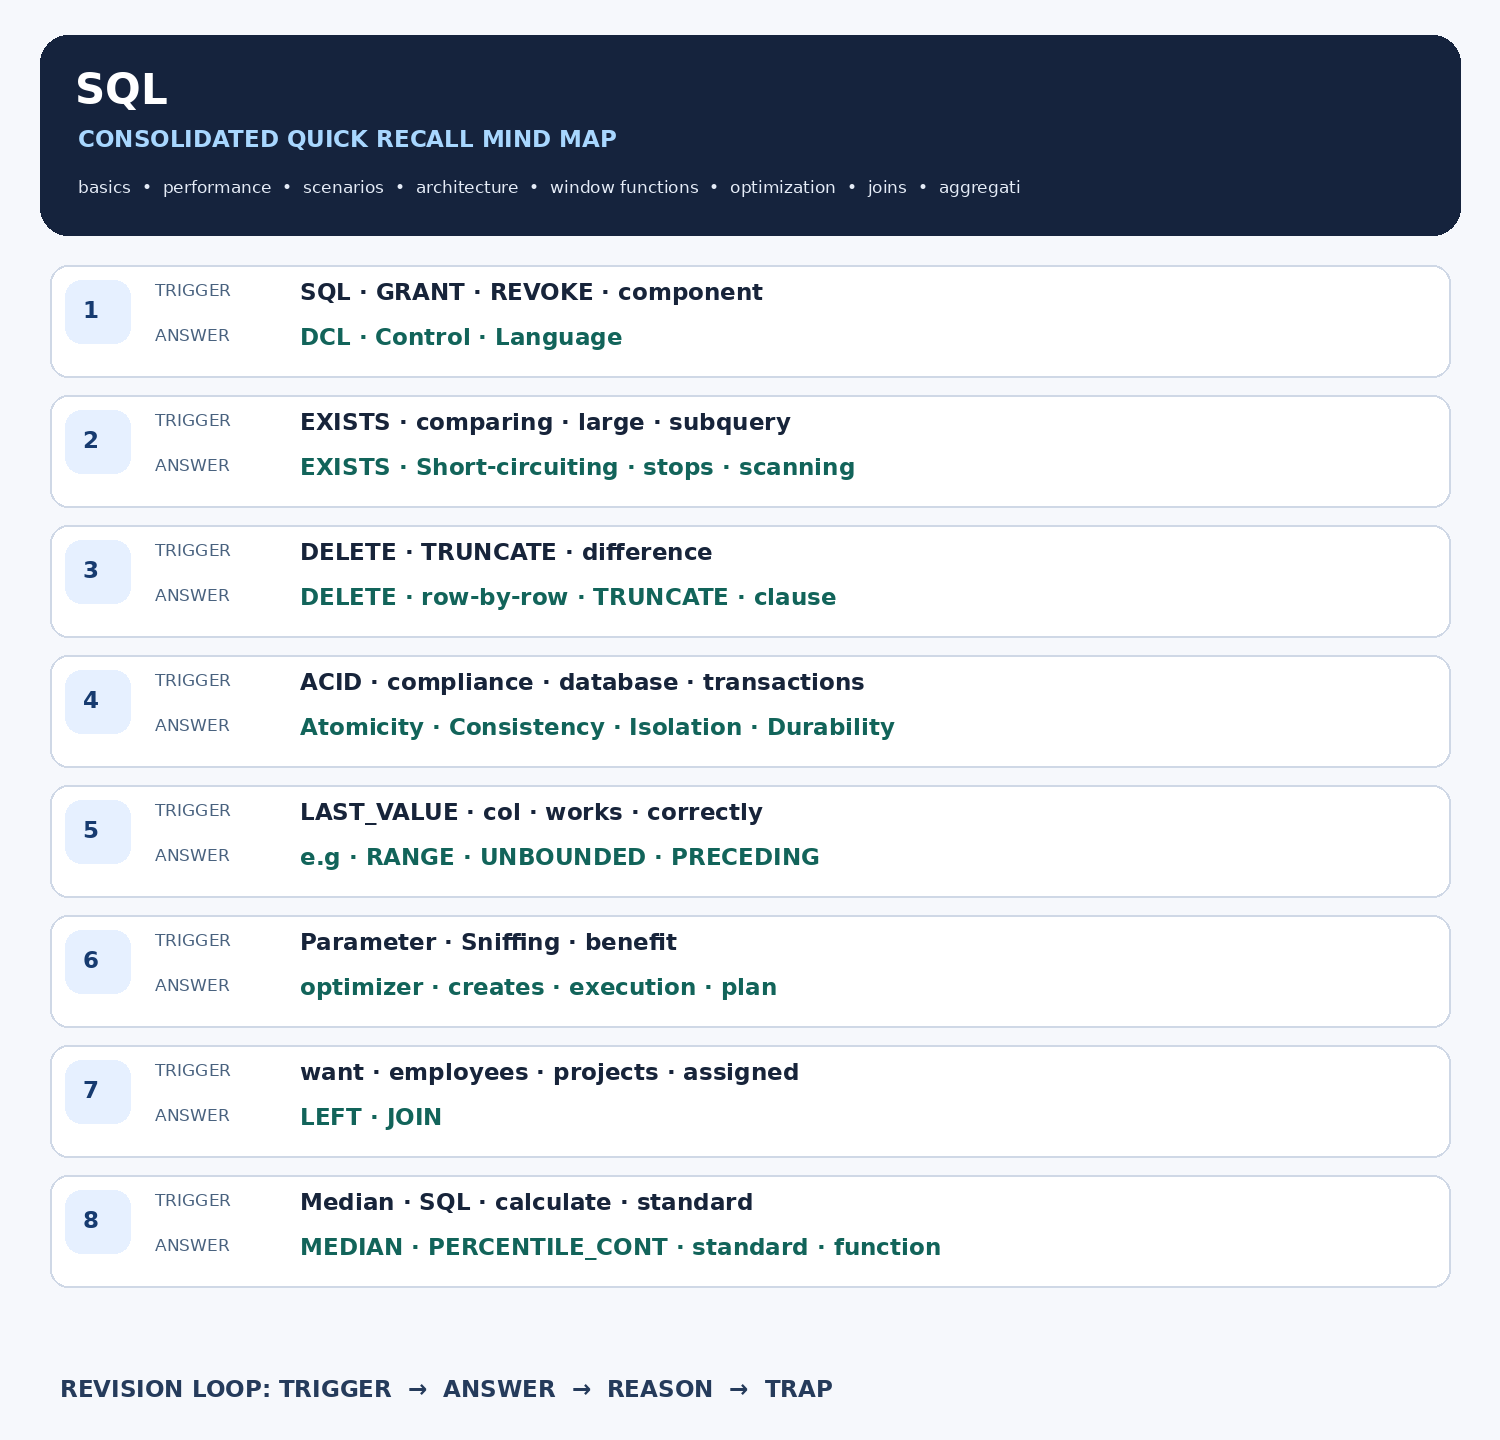 SQL
CONSOLIDATED QUICK RECALL MIND MAP
basics • performance • scenarios • architecture • window functions • optimization • joins • aggregati
1
TRIGGER SQL · GRANT · REVOKE · component
ANSWER DCL · Control · Language
2
TRIGGER EXISTS · comparing · large · subquery
ANSWER EXISTS · Short-circuiting · stops · scanning
3
TRIGGER DELETE · TRUNCATE · difference
ANSWER DELETE · row-by-row · TRUNCATE · clause
4
TRIGGER ACID · compliance · database · transactions
ANSWER Atomicity · Consistency · Isolation · Durability
5
TRIGGER LAST_VALUE · col · works · correctly
ANSWER e.g · RANGE · UNBOUNDED · PRECEDING
6
TRIGGER Parameter · Sniffing · benefit
ANSWER optimizer · creates · execution · plan
7
TRIGGER want · employees · projects · assigned
ANSWER LEFT · JOIN
8
TRIGGER Median · SQL · calculate · standard
ANSWER MEDIAN · PERCENTILE_CONT · standard · function
REVISION LOOP: TRIGGER → ANSWER → REASON → TRAP